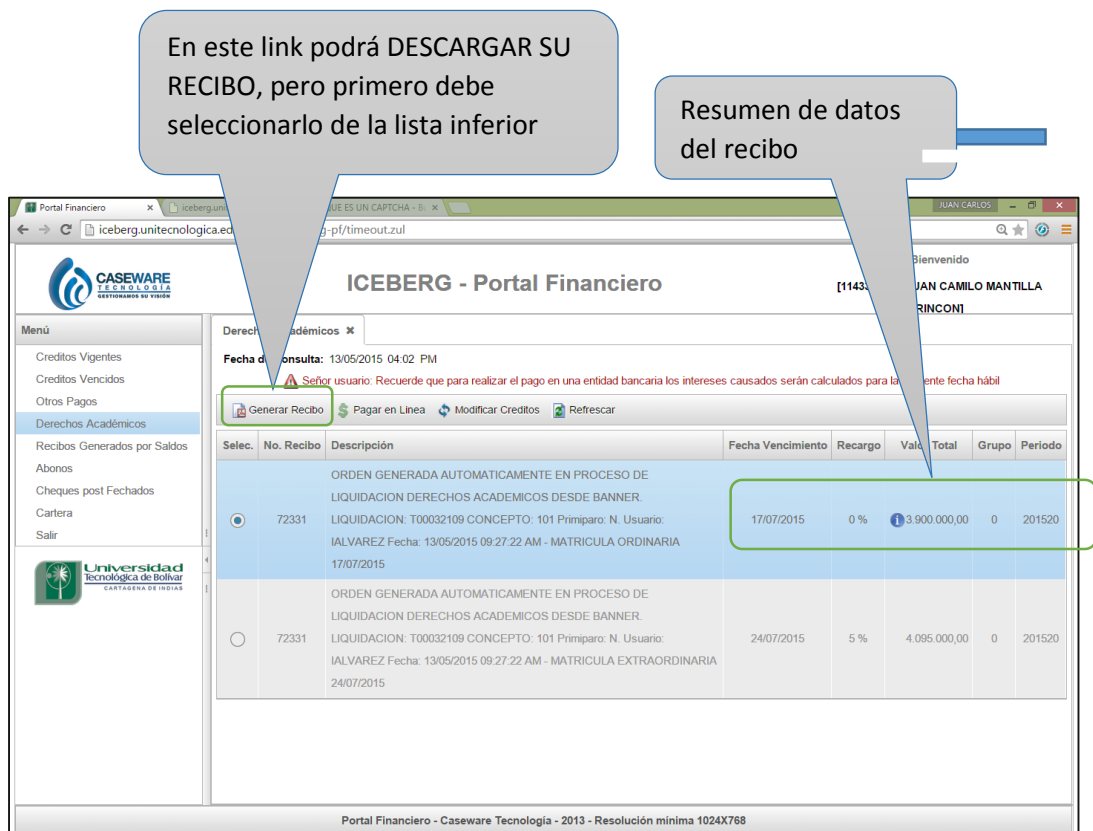 En este link podrá DESCARGAR SU
RECIBO, pero primero debe
seleccionarlo de la lista inferior
Resumen de datos
del recibo
Portal Financiero
JUAN CARLOS
iceberg.unitecnologica.ed
-pf/timeout.zul
CASEWARE
TECNOLOGÍA
GESTIONAMOS SU VISIÓN
ICEBERG - Portal Financiero
Bienvenido
[1143 JUAN CAMILO MANTILLA
RINCON]
Menú
Creditos Vigentes
Creditos Vencidos
Otros Pagos
Derechos Académicos
Recibos Generados por Saldos
Abonos
Cheques post Fechados
Cartera
Salir
Universidad
Tecnológica de Bolívar
CARTAGENA DE INDIAS
Fecha de Consulta: 13/05/2015 04:02 PM
Señor usuario: Recuerde que para realizar el pago en una entidad bancaria los intereses causados serán calculados para la fecha hábil
Generar Recibo Pagar en Linea Modificar Creditos Refrescar
Selec. No. Recibo Descripción Fecha Vencimiento Recargo Valor Total Grupo Periodo
ORDEN GENERADA AUTOMATICAMENTE EN PROCESO DE
LIQUIDACION DERECHOS ACADEMICOS DESDE BANNER.
72331 LIQUIDACION: T00032109 CONCEPTO: 101 Primiparo: N. Usuario: 17/07/2015 0 % 3.900.000,00 0 201520
IALVAREZ Fecha: 13/05/2015 09:27:22 AM - MATRICULA ORDINARIA
17/07/2015
ORDEN GENERADA AUTOMATICAMENTE EN PROCESO DE
LIQUIDACION DERECHOS ACADEMICOS DESDE BANNER.
72331 LIQUIDACION: T00032109 CONCEPTO: 101 Primiparo: N. Usuario: 24/07/2015 5 % 4.095.000,00 0 201520
IALVAREZ Fecha: 13/05/2015 09:27:22 AM - MATRICULA EXTRAORDINARIA
24/07/2015
Portal Financiero - Caseware Tecnología - 2013 - Resolución mínima 1024X768